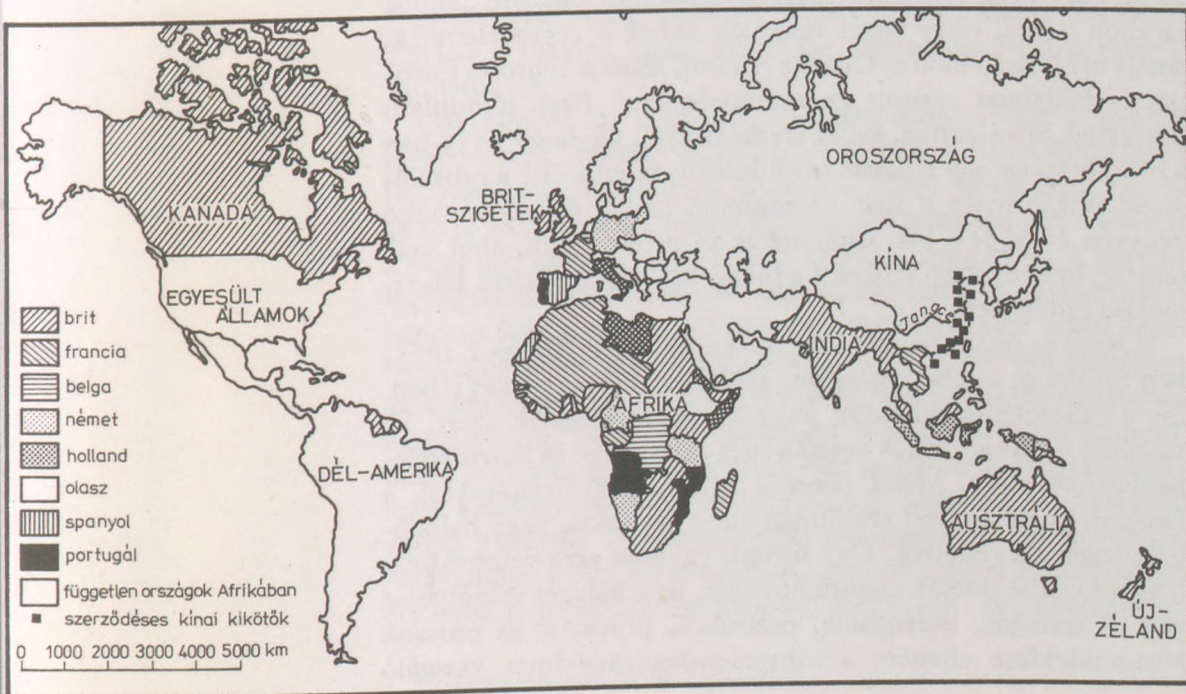 KANADA
EGYESÜLT
ÁLLAMOK
DÉL-AMERIKA
BRIT-
SZIGETEK
OROSZORSZÁG
KÍNA
Jangce
INDIA
AFRIKA
AUSZTRÁLIA
ÚJ-
ZÉLAND
brit
francia
belga
német
holland
olasz
spanyol
portugál
független országok Afrikában
szerződéses kínai kikötők
0 1000 2000 3000 4000 5000 km